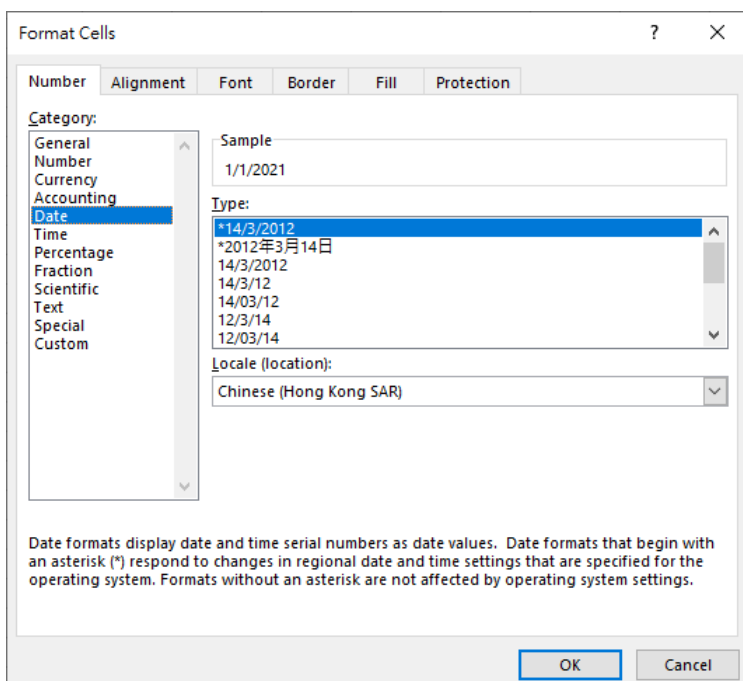 Format Cells
?
Number Alignment Font Border Fill Protection
Category:
General
Number
Currency
Accounting
Date
Time
Percentage
Fraction
Scientific
Text
Special
Custom
Sample
1/1/2021
Type:
*14/3/2012
*2012年3月14日
14/3/2012
14/3/12
14/03/12
12/3/14
12/03/14
Locale (location):
Chinese (Hong Kong SAR)
Date formats display date and time serial numbers as date values.  Date formats that begin with
an asterisk (*) respond to changes in regional date and time settings that are specified for the
operating system. Formats without an asterisk are not affected by operating system settings.
OK Cancel